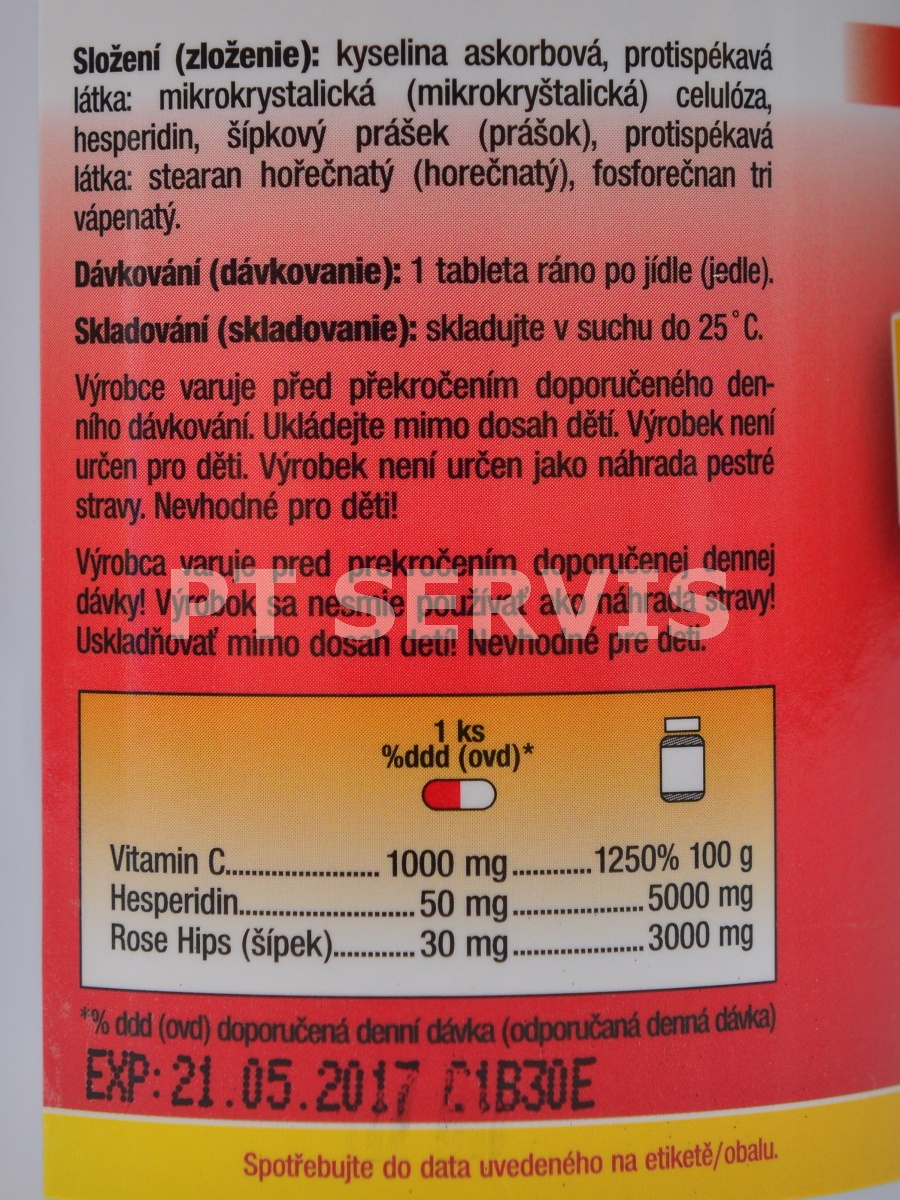 Složení (zloženie): kyselina askorbová, protispékavá
látka: mikrokrystalická (mikrokryštalická) celulóza,
hesperidin, šípkový prášek (prášok), protispékavá
látka: stearan hořečnatý (horečnatý), fosforečnan tri
vápenatý.
Dávkování (dávkovanie): 1 tableta ráno po jídle (jedle).
Skladování (skladovanie): skladujte v suchu do 25°C.
Výrobce varuje před překročením doporučeného den-
ního dávkování. Ukládejte mimo dosah dětí. Výrobek není
určen pro děti. Výrobek není určen jako náhrada pestré
stravy. Nevhodné pro děti!
Výrobca varuje pred prekročením doporučenej dennej
dávky! Výrobok sa nesmie používať ako náhrada stravy!
Uskladňovať mimo dosah detí! Nevhodné pre deti.
PT SERVIS
1 ks
%ddd (ovd)*
Vitamin C..................... 1000 mg............1250% 100 g
Hesperidin.......................... 50 mg....................5000 mg
Rose Hips (šípek)............ 30 mg....................3000 mg
*% ddd (ovd) doporučená denní dávka (odporučaná denná dávka)
EXP:21.05.2017 C1B30E
Spotřebujte do data uvedeného na etiketě/obalu.